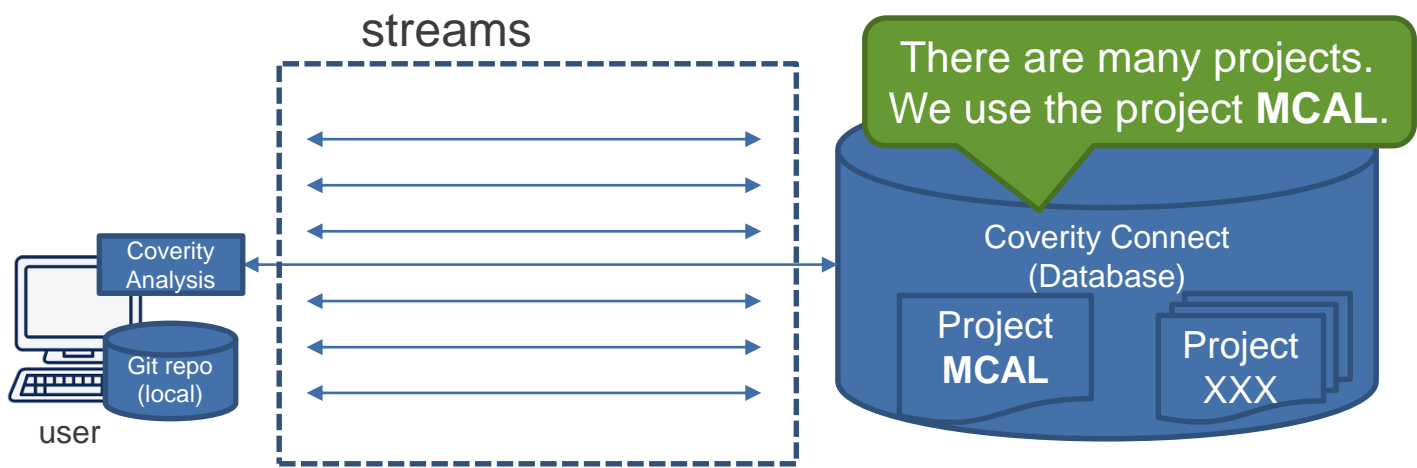 streams
There are many projects.
We use the project MCAL.
Coverity
Analysis
Git repo
(local)
user
Coverity Connect
(Database)
Project
MCAL
Project
XXX